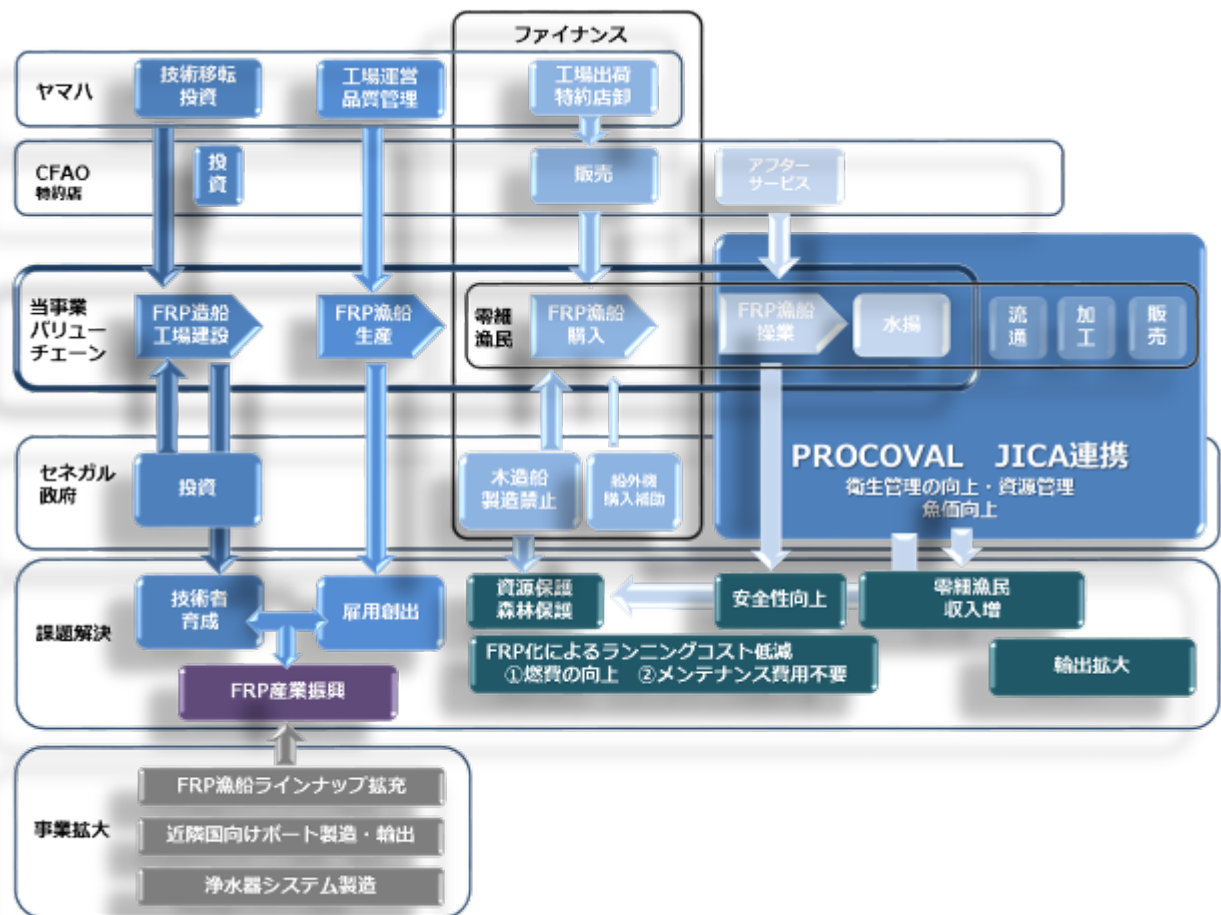 ファイナンス
ヤマハ
技術移転
投資
工場運営
品質管理
工場出荷
特約店卸
CFAO
特約店
投
資
販売
アフター
サービス
当事業
バリュー
チェーン
FRP造船
工場建設
FRP漁船
生産
零細
漁民
FRP漁船
購入
FRP漁船
操業
水揚
流
通
加
工
販
売
セネガル
政府
投資
木造船
製造禁止
船外機
購入補助
PROCOVAL JICA連携
衛生管理の向上・資源管理
魚価向上
課題解決
技術者
育成
雇用創出
資源保護
森林保護
安全性向上
零細漁民
収入増
FRP化によるランニングコスト低減
①燃費の向上 ②メンテナンス費用不要
輸出拡大
FRP産業振興
事業拡大
FRP漁船ラインナップ拡充
近隣国向けボート製造・輸出
浄水器システム製造